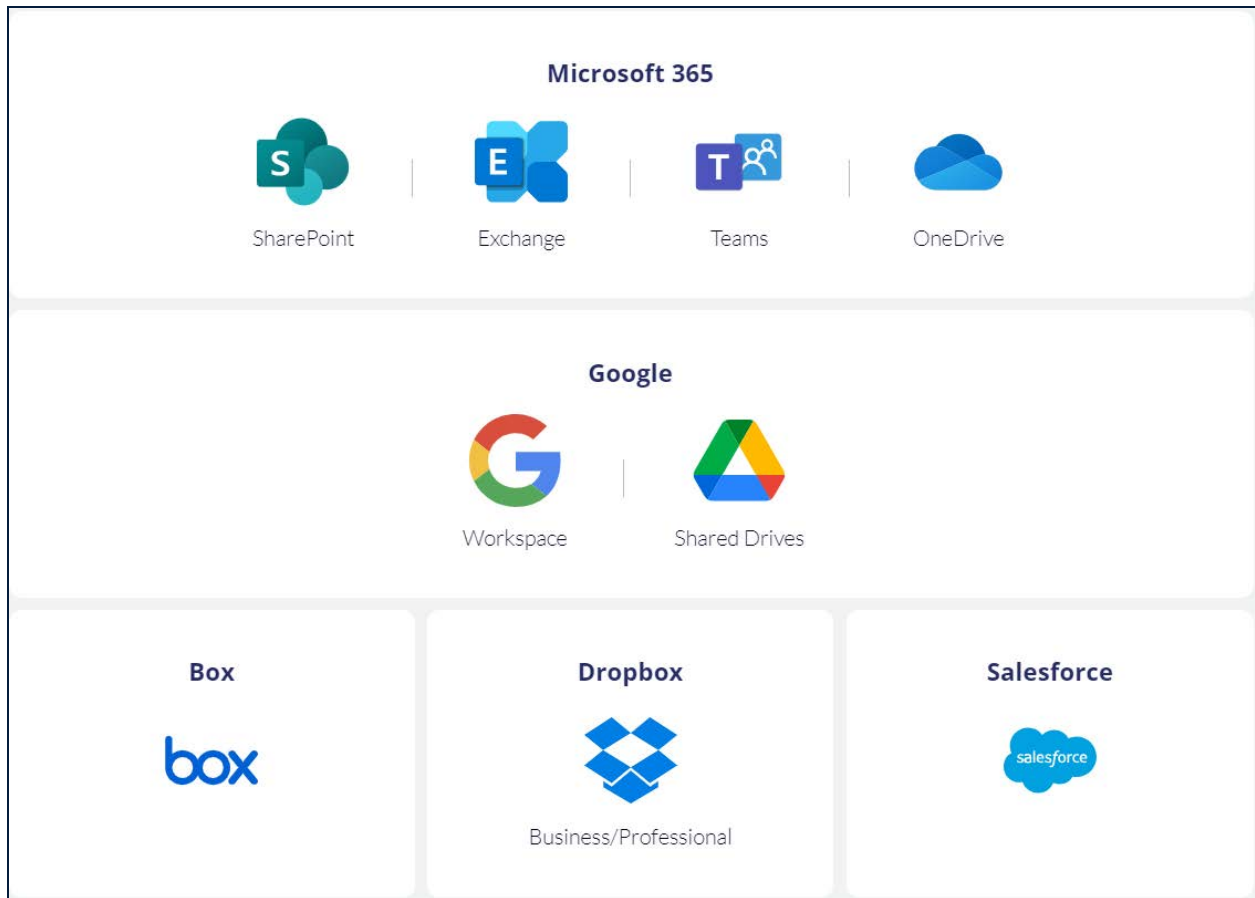 Microsoft 365
S
E
T
SharePoint
Exchange
Teams
OneDrive
Google
Workspace
Shared Drives
Box
Dropbox
Salesforce
box
salesforce
Business/Professional